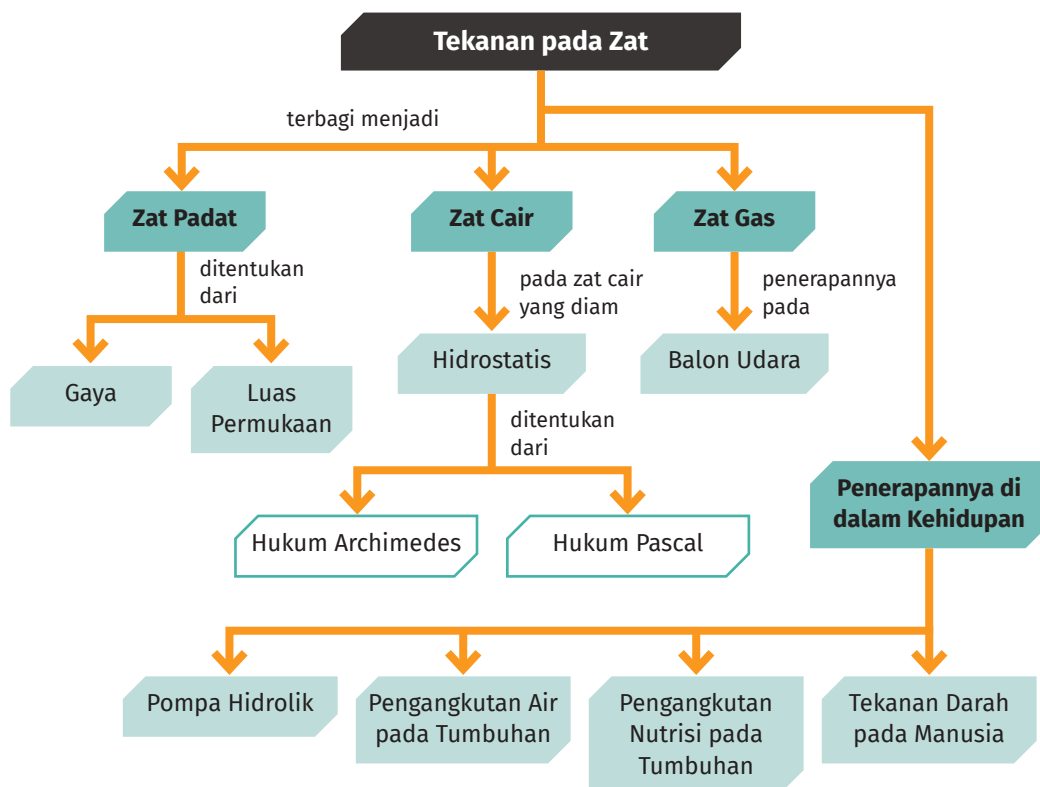 Tekanan pada Zat
terbagi menjadi
Zat Padat
Zat Cair
Zat Gas
ditentukan
dari
pada zat cair
yang diam
penerapannya
pada
Gaya
Luas
Permukaan
Hidrostatis
Balon Udara
ditentukan
dari
Penerapannya di
dalam Kehidupan
Hukum Archimedes
Hukum Pascal
Pompa Hidrolik
Pengangkutan Air
pada Tumbuhan
Pengangkutan
Nutrisi pada
Tumbuhan
Tekanan Darah
pada Manusia